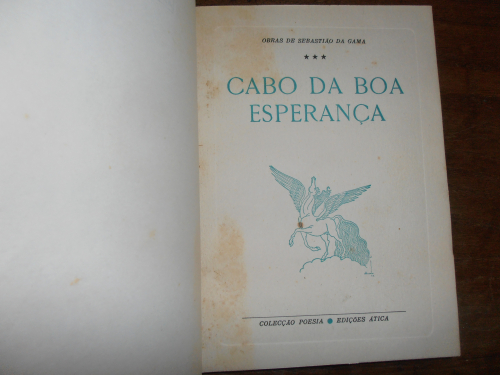 OBRAS DE SEBASTIÃO DA GAMA
★★★
CABO DA BOA
ESPERANÇA
COLECÇÃO POESIA ● EDIÇÕES ÁTICA